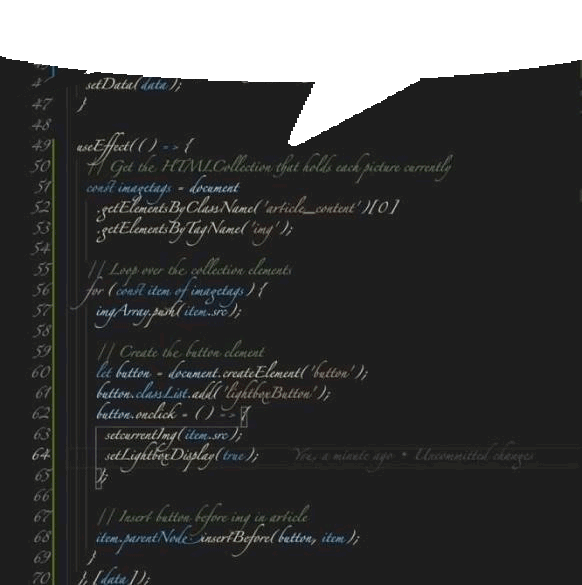 setData(data);
47 }
48
49 useEffect(() => {
50 // Get the HTMLCollection that holds each picture currently
51 const imagetags = document
52 .getElementsByClassName('article_content')[0]
53 .getElementsByTagName('img');
54
55 // Loop over the collection elements
56 for (const item of imagetags) {
57 imgArray.push(item.src);
58
59 // Create the button element
60 let button = document.createElement('button');
61 button.classList.add('lightboxButton');
62 button.onclick = () => {
63 setcurrentImg(item.src);
64 setLightboxDisplay(true); You, a minute ago • Uncommitted changes
65 };
66
67 // Insert button before img in article
68 item.parentNode.insertBefore(button, item);
69 }
70 }, [data]);